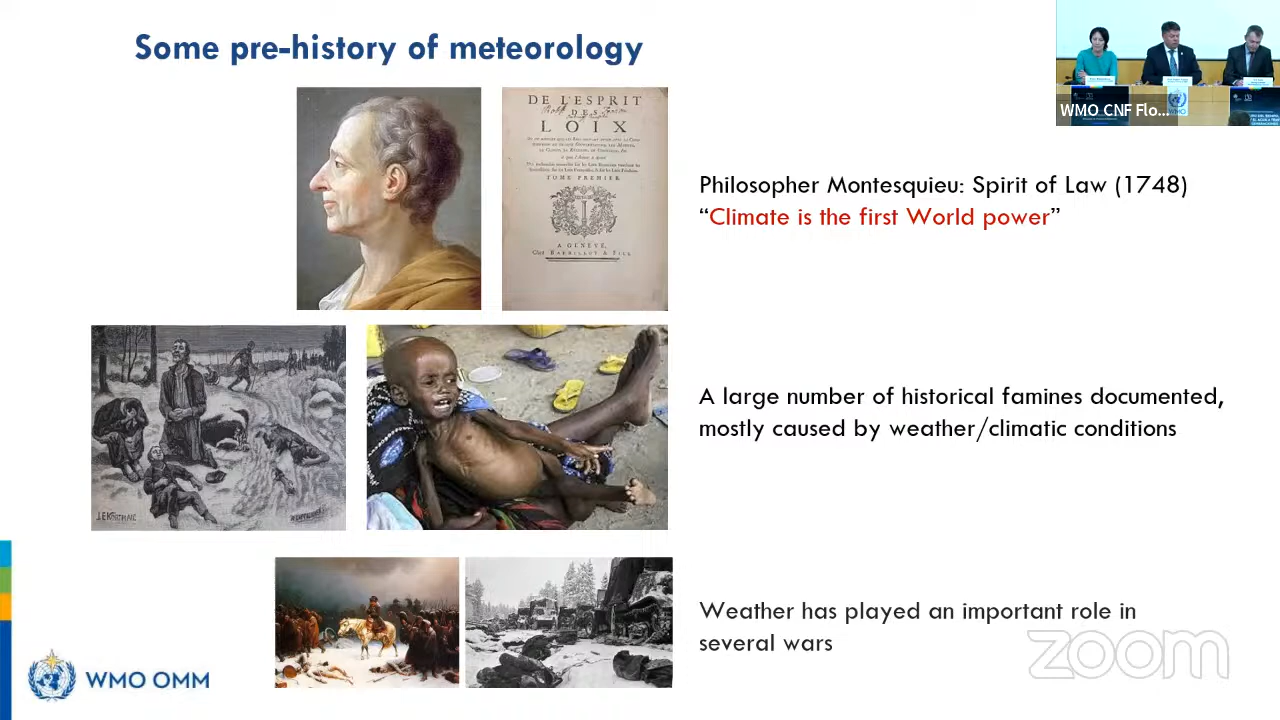 Some pre-history of meteorology
WMO CNF Flo...
DE L'ESPRIT
DES
LOIX
TOME PREMIER.
A GENEVE,
Chez BARRILLOT & FILS.
Philosopher Montesquieu: Spirit of Law (1748)
“Climate is the first World power”
A large number of historical famines documented,
mostly caused by weather/climatic conditions
Weather has played an important role in
several wars
WMO OMM
zoom